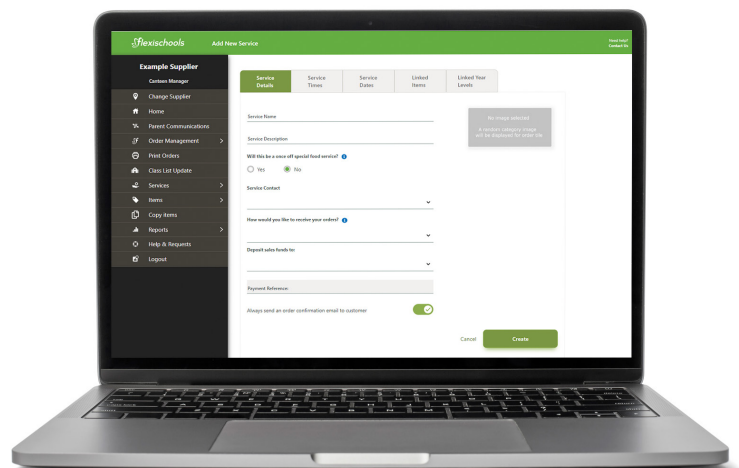 flexischools
Add New Service
Need help?
Contact Us
Example Supplier
Canteen Manager
Change Supplier
Home
Parent Communications
Order Management
Print Orders
Class List Update
Services
Items
Copy items
Reports
Help & Requests
Logout
Service Details
Service Times
Service Dates
Linked Items
Linked Year Levels
Service Name
Service Description
Will this be a once off special food service?
Yes
No
Service Contact
How would you like to receive your orders?
Deposit sales funds to:
Payment Reference:
Always send an order confirmation email to customer
No image selected
A random category image
will be displayed for order tile
Cancel
Create